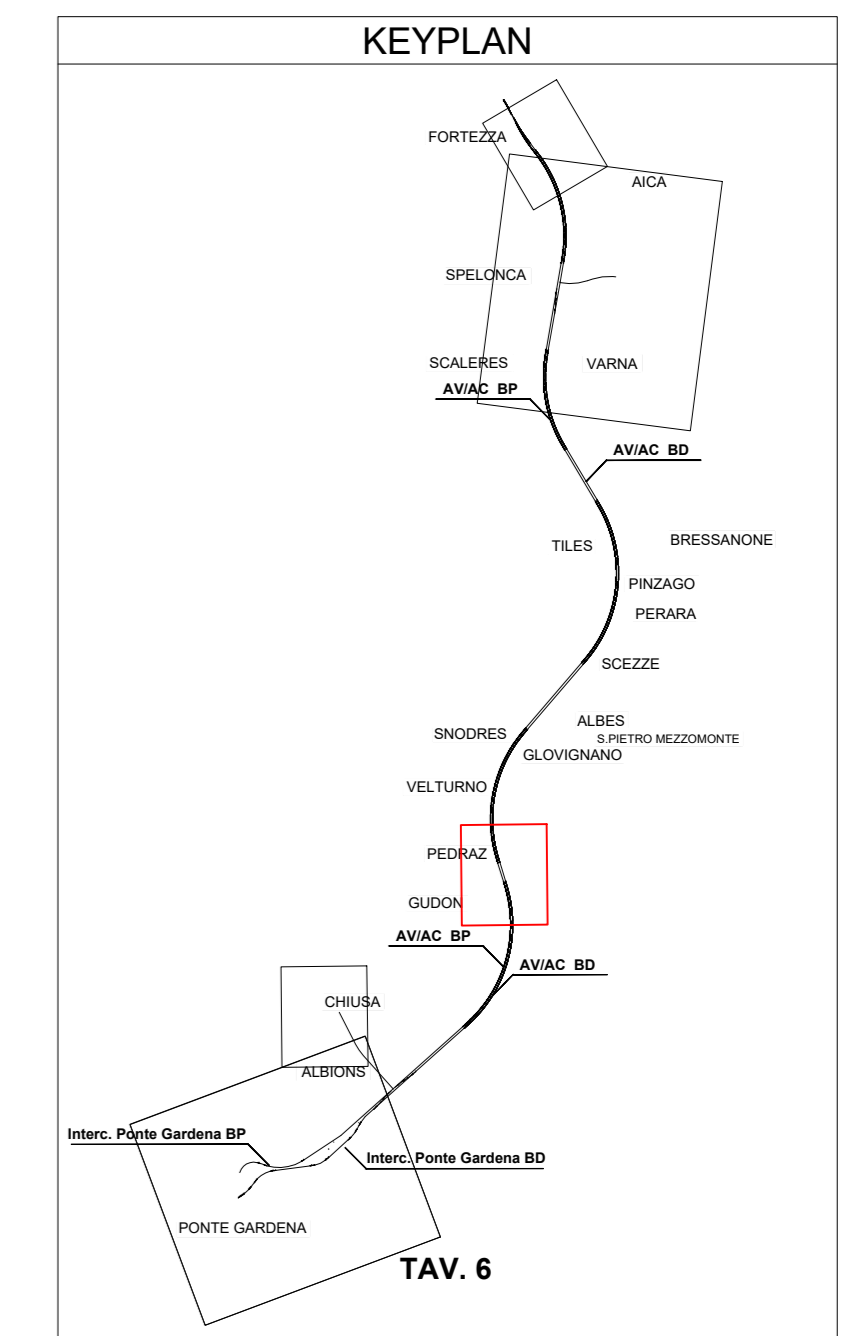 KEYPLAN
FORTEZZA
AICA
SPELONCA
SCALERES
VARNA
AV/AC BP
AV/AC BD
TILES
BRESSANONE
PINZAGO
PERARA
SCEZZE
ALBES
SNODRES
S.PIETRO MEZZOMONTE
GLOVIGNANO
VELTURNO
PEDRAZ
GUDON
AV/AC BP
AV/AC BD
CHIUSA
ALBIONS
Interc. Ponte Gardena BP
Interc. Ponte Gardena BD
PONTE GARDENA
TAV. 6